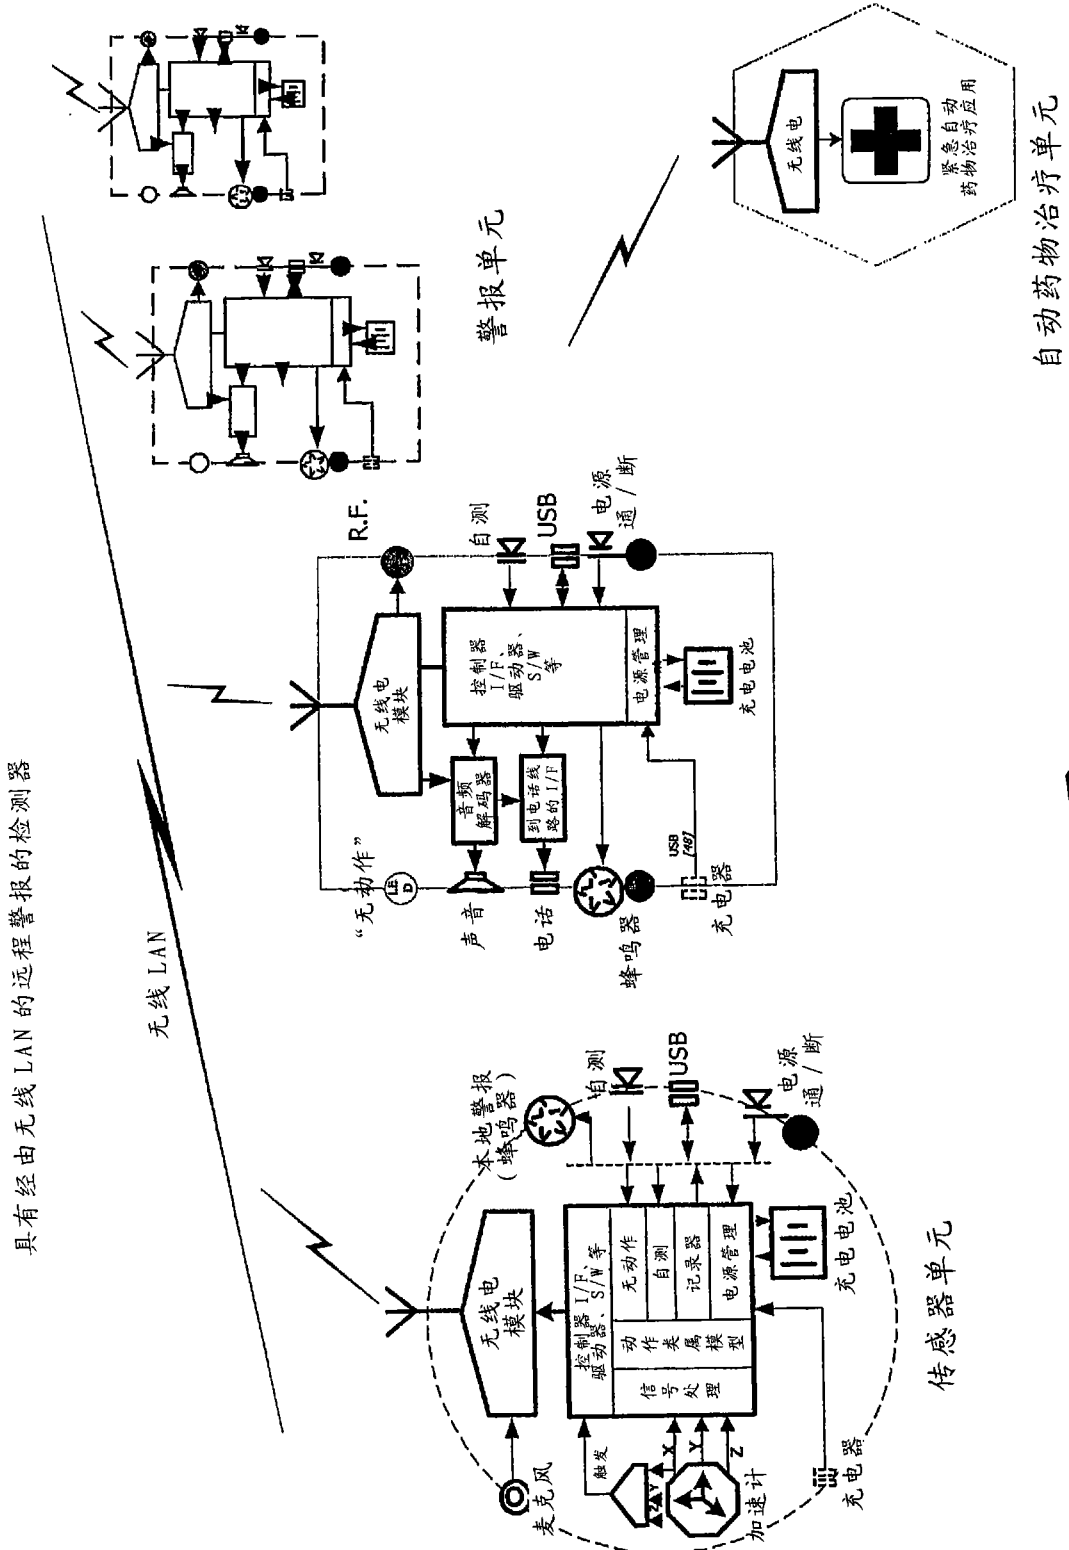 具有经由无线LAN的远程警报的检测器
无线LAN
麦克风
无线电
模块
本地警报
(蜂鸣器)
自测
USB
电源
通/断
控制器 I/F、
驱动器、S/W等
触发
信号处理
动作类属模型
无动作
自测
记录器
电源管理
X
Y
Z
X
Y
Z
加速计
充电器
充电电池
传感器单元
“无动作”
L.E.
D
声音
电话
蜂鸣器
充电器
USB
[48]
音频
解码器
到电话线
路的 I/F
无线电
模块
R.F.
控制器
I/F、
驱动器、
S/W
等
电源管理
自测
USB
电源
通/断
充电电池
警报单元
无线电
紧急自动
药物治疗应用
自动药物治疗单元